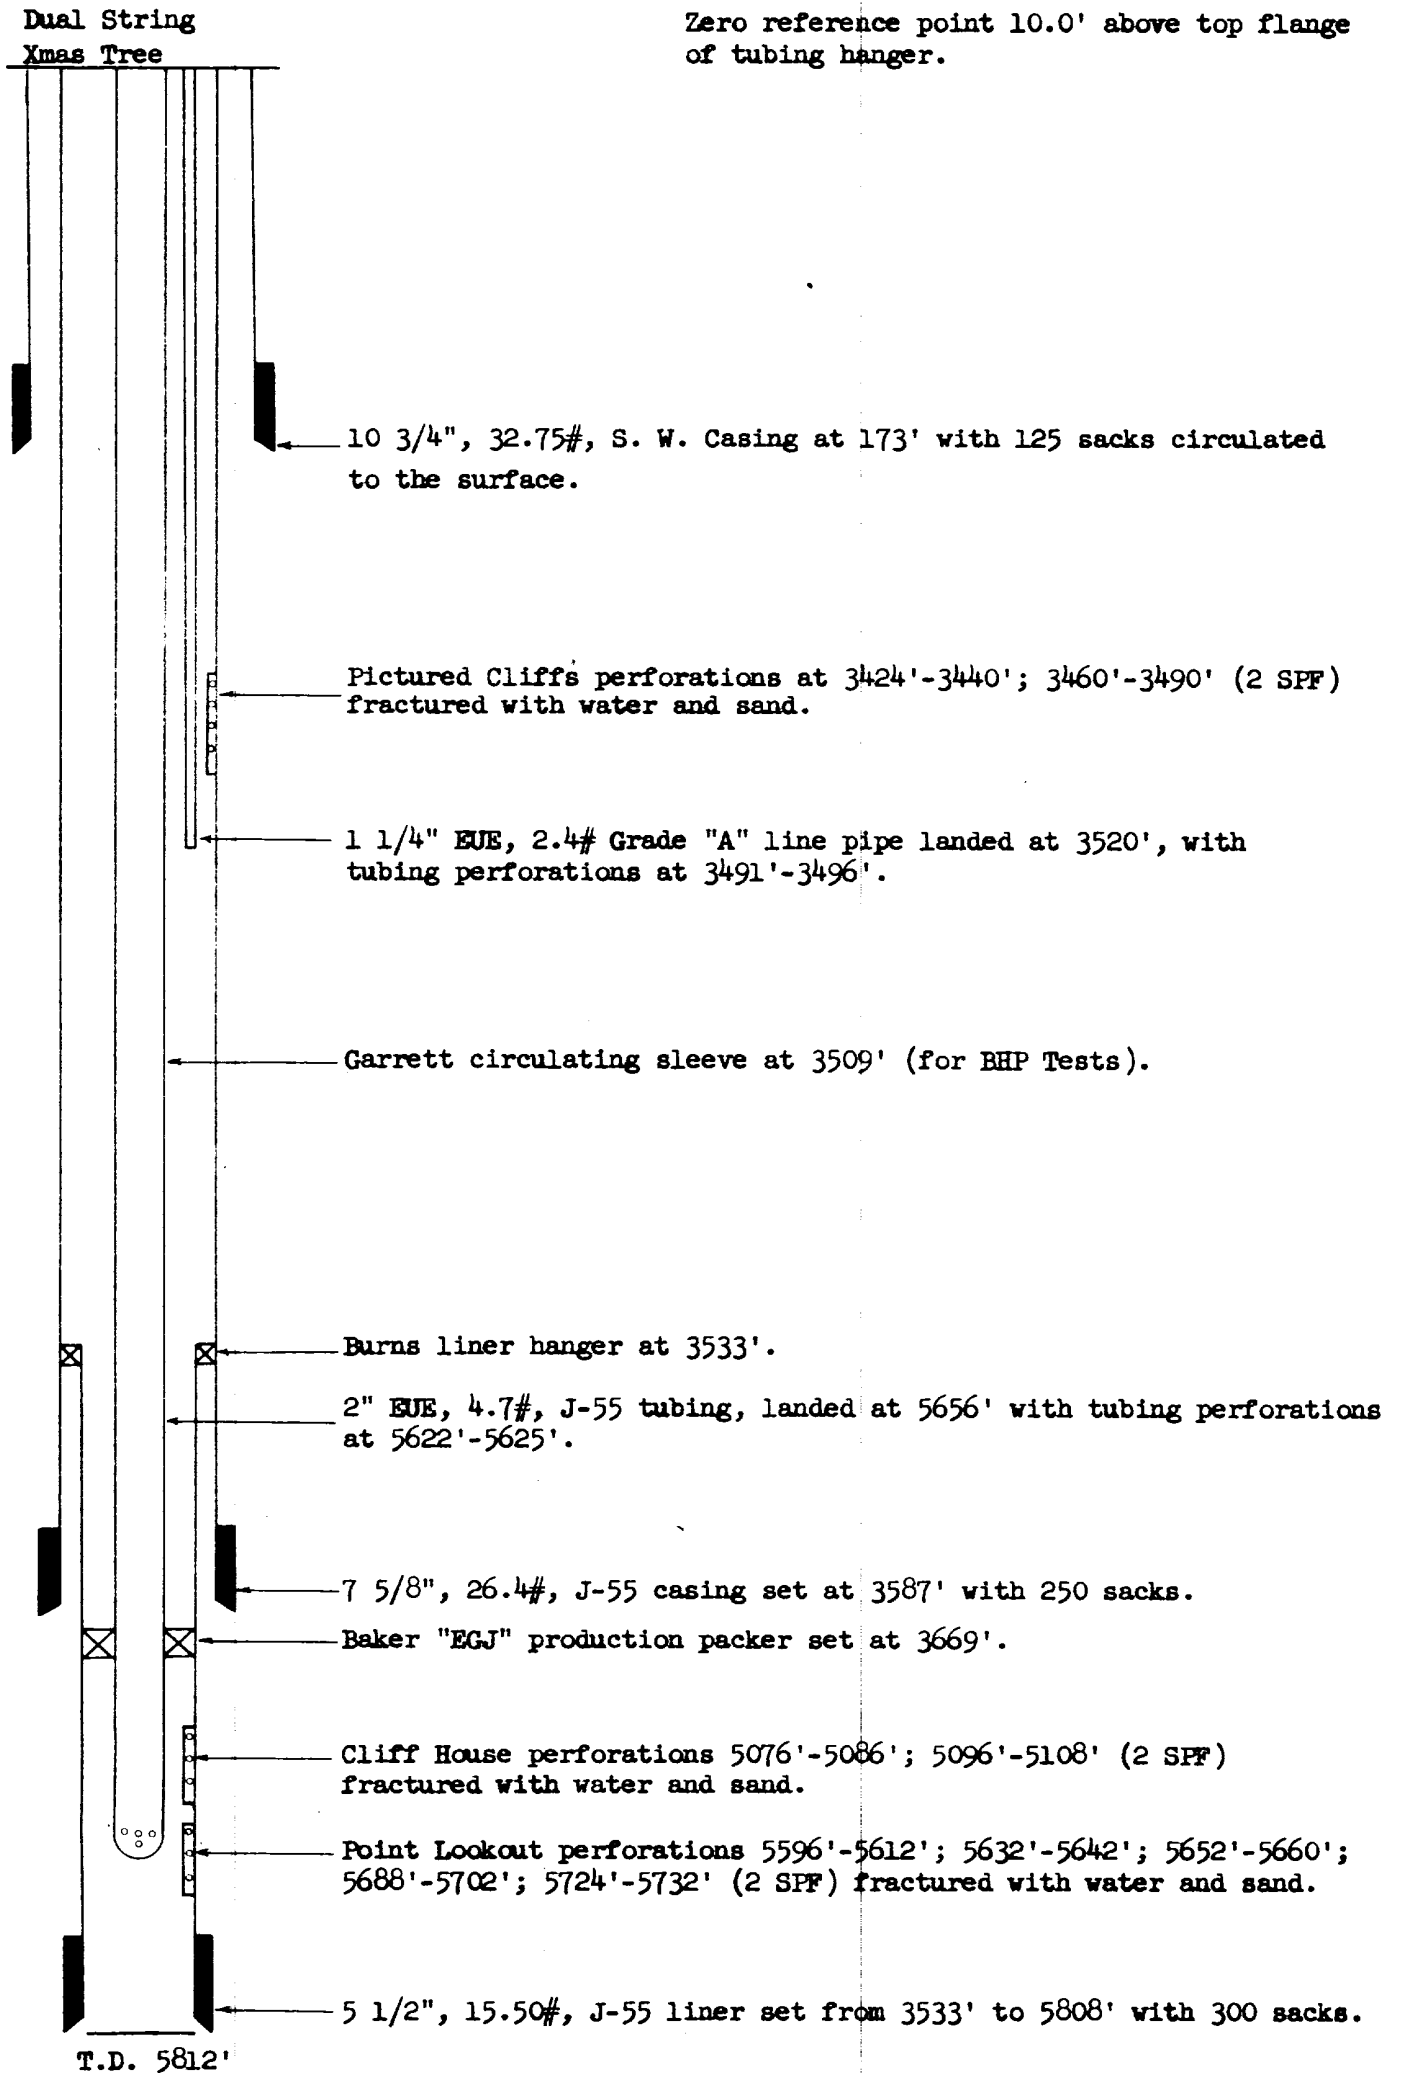 Dual String
Xmas Tree
Zero reference point 10.0' above top flange
of tubing hanger.
10 3/4", 32.75#, S. W. Casing at 173' with 125 sacks circulated
to the surface.
Pictured Cliffs perforations at 3424'-3440'; 3460'-3490' (2 SPF)
fractured with water and sand.
1 1/4" EUE, 2.4# Grade "A" line pipe landed at 3520', with
tubing perforations at 3491'-3496'.
Garrett circulating sleeve at 3509' (for BHP Tests).
Burns liner hanger at 3533'.
2" EUE, 4.7#, J-55 tubing, landed at 5656' with tubing perforations
at 5622'-5625'.
7 5/8", 26.4#, J-55 casing set at 3587' with 250 sacks.
Baker "EGJ" production packer set at 3669'.
Cliff House perforations 5076'-5086'; 5096'-5108' (2 SPF)
fractured with water and sand.
Point Lookout perforations 5596'-5612'; 5632'-5642'; 5652'-5660';
5688'-5702'; 5724'-5732' (2 SPF) fractured with water and sand.
5 1/2", 15.50#, J-55 liner set from 3533' to 5808' with 300 sacks.
T.D. 5812'